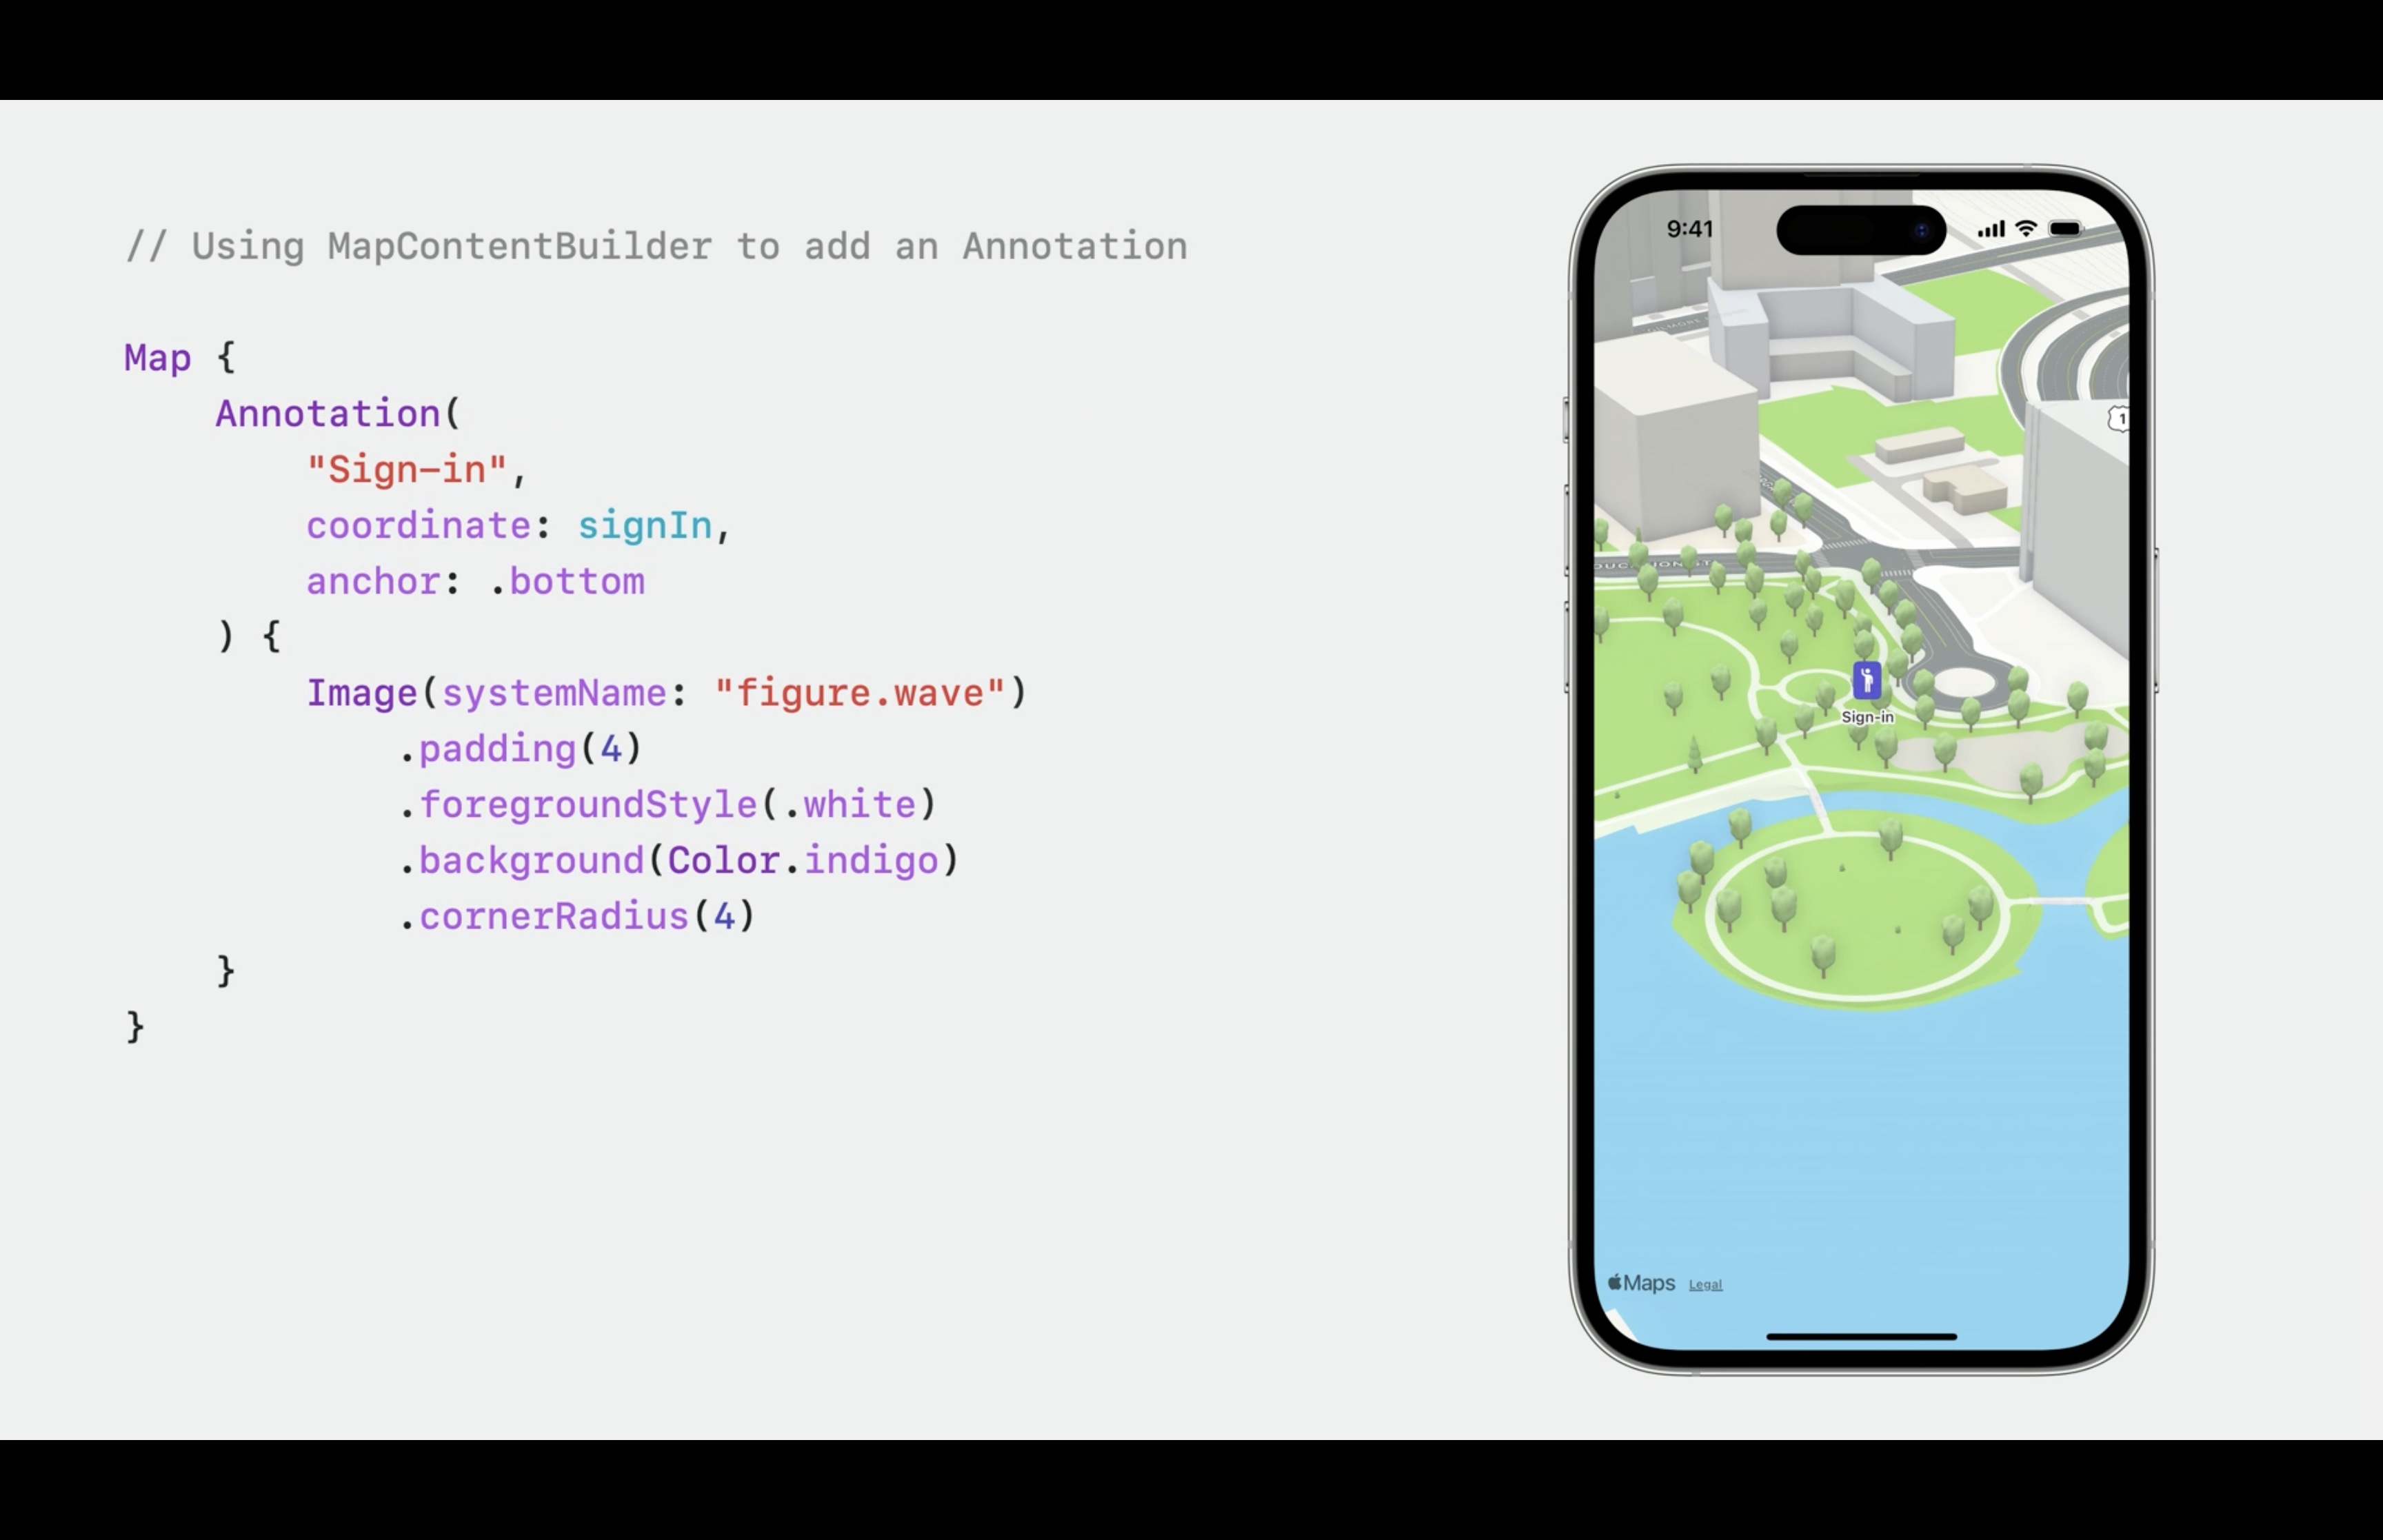 // Using MapContentBuilder to add an Annotation
Map {
    Annotation(
        "Sign-in",
        coordinate: signIn,
        anchor: .bottom
    ) {
        Image(systemName: "figure.wave")
            .padding(4)
            .foregroundStyle(.white)
            .background(Color.indigo)
            .cornerRadius(4)
    }
}
9:41
1
Sign-in
Maps Legal